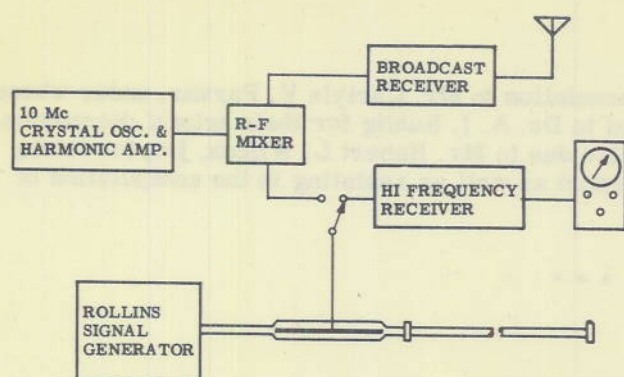 BROADCAST
RECEIVER
10 Mc
CRYSTAL OSC. &
HARMONIC AMP.
R-F
MIXER
HI FREQUENCY
RECEIVER
ROLLINS
SIGNAL
GENERATOR